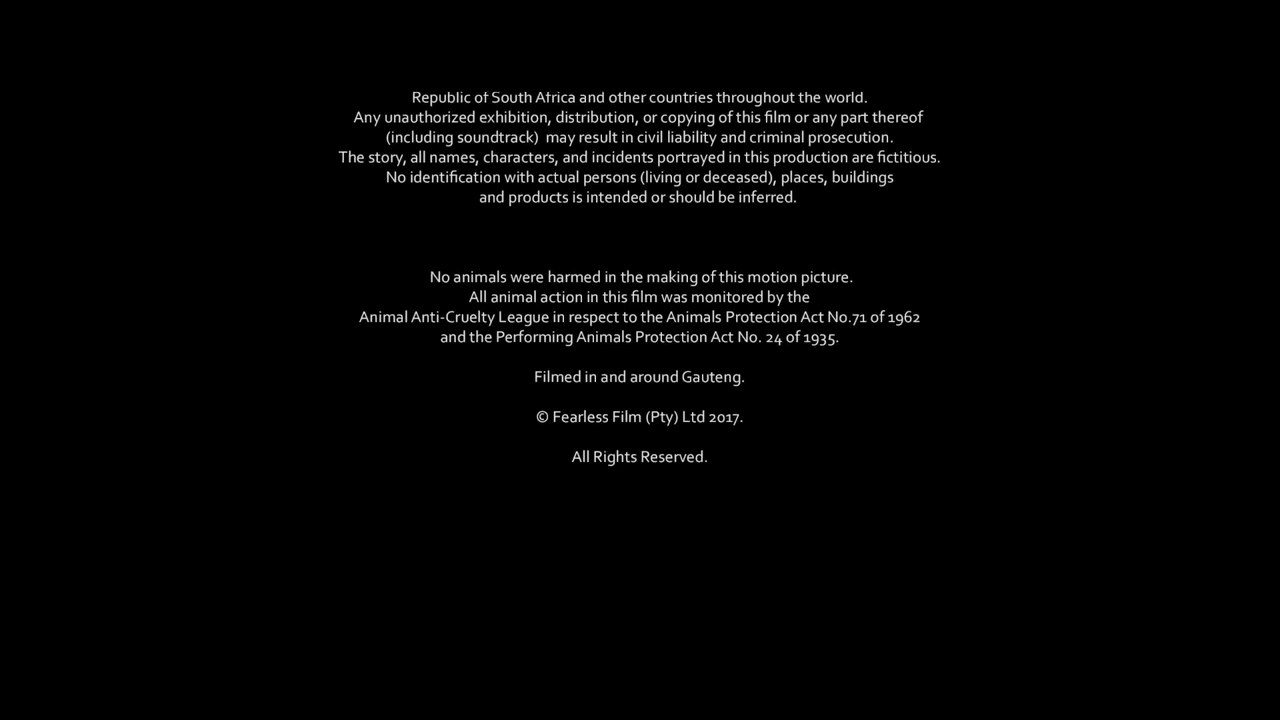 Republic of South Africa and other countries throughout the world.
Any unauthorized exhibition, distribution, or copying of this film or any part thereof
(including soundtrack)  may result in civil liability and criminal prosecution.
The story, all names, characters, and incidents portrayed in this production are fictitious.
No identification with actual persons (living or deceased), places, buildings
and products is intended or should be inferred.
No animals were harmed in the making of this motion picture.
All animal action in this film was monitored by the
Animal Anti-Cruelty League in respect to the Animals Protection Act No.71 of 1962
and the Performing Animals Protection Act No. 24 of 1935.
Filmed in and around Gauteng.
© Fearless Film (Pty) Ltd 2017.
All Rights Reserved.